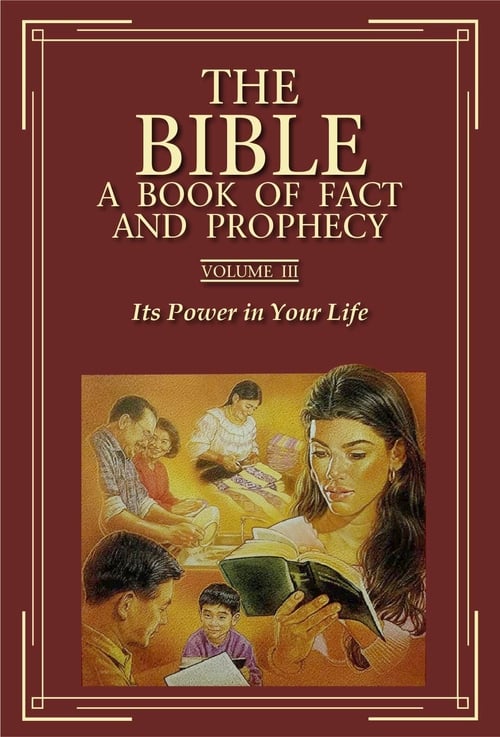 THE
BIBLE
A BOOK OF FACT
AND PROPHECY
VOLUME III
Its Power in Your Life